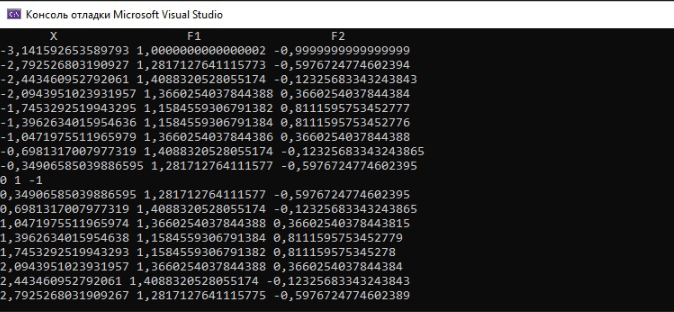 Консоль отладки Microsoft Visual Studio
X F1 F2
-3,141592653589793 1,0000000000000002 -0,9999999999999999
-2,792526803190927 1,2817127641115773 -0,5976724774602394
-2,443460952792061 1,4088320528055174 -0,12325683343243843
-2,0943951023931957 1,3660254037844388 0,3660254037844384
-1,7453292519943295 1,1584559306791382 0,8111595753452777
-1,3962634015954636 1,1584559306791384 0,8111595753452776
-1,0471975511965979 1,3660254037844386 0,3660254037844388
-0,6981317007977319 1,4088320528055174 -0,12325683343243865
-0,34906585039886595 1,281712764111577 -0,5976724774602395
0 1 -1
0,34906585039886595 1,281712764111577 -0,5976724774602395
0,6981317007977319 1,4088320528055174 -0,12325683343243865
1,0471975511965974 1,3660254037844388 0,36602540378443815
1,3962634015954638 1,1584559306791384 0,8111595753452779
1,7453292519943293 1,1584559306791382 0,811159575345278
2,0943951023931957 1,3660254037844388 0,3660254037844384
2,443460952792061 1,4088320528055174 -0,12325683343243843
2,7925268031909267 1,2817127641115775 -0,5976724774602389